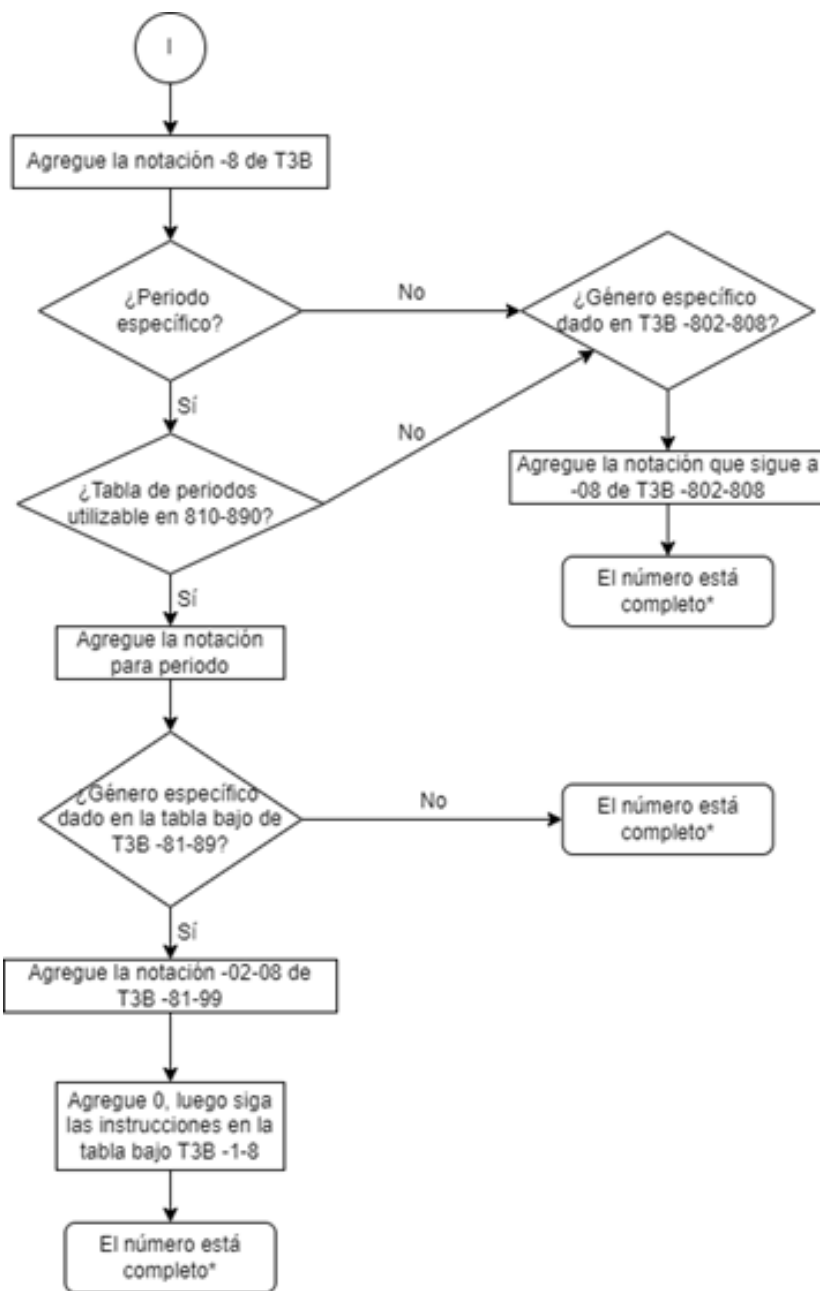 I
Agregue la notación -8 de T3B
¿Periodo
específico?
No
¿Género específico
dado en T3B -802-808?
Sí
No
¿Tabla de periodos
utilizable en 810-890?
Agregue la notación que sigue a
-08 de T3B -802-808
El número está
completo*
Sí
Agregue la notación
para periodo
¿Género específico
dado en la tabla bajo de
T3B -81-89?
No
El número está
completo*
Sí
Agregue la notación -02-08 de
T3B -81-99
Agregue 0, luego siga
las instrucciones en la
tabla bajo T3B -1-8
El número está
completo*